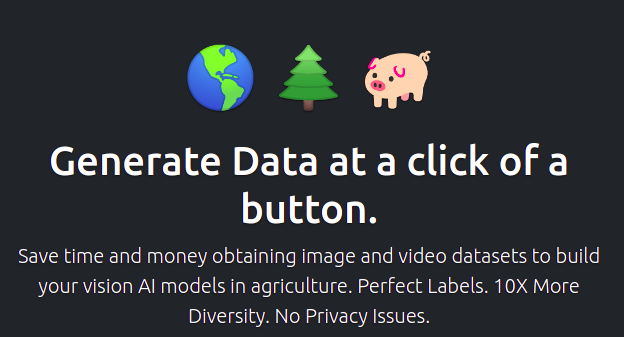 Generate Data at a click of a
button.
Save time and money obtaining image and video datasets to build
your vision AI models in agriculture. Perfect Labels. 10X More
Diversity. No Privacy Issues.